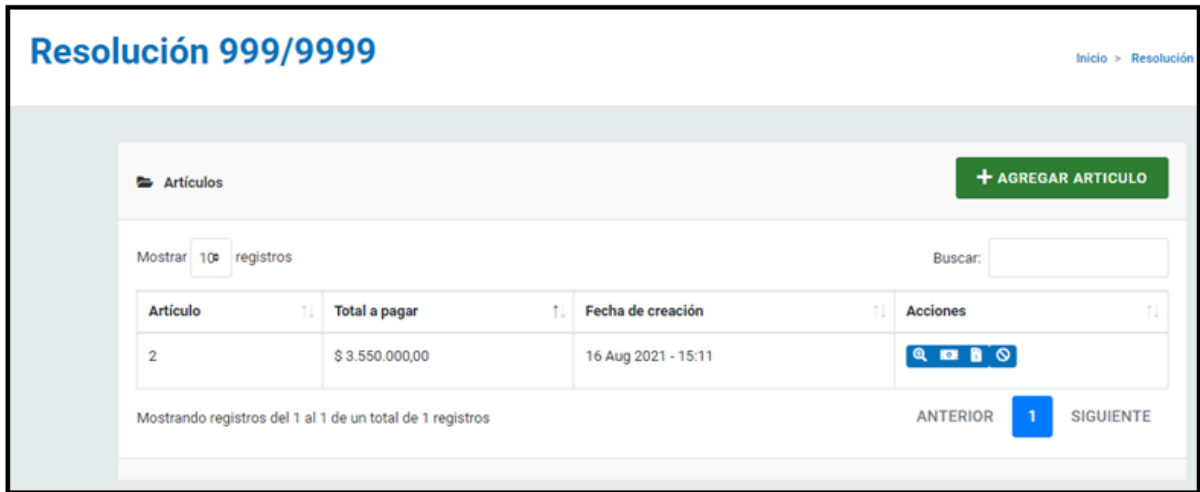 Resolución 999/9999
Inicio > Resolución
Artículos
+ AGREGAR ARTICULO
Mostrar 10 registros
Buscar:
Artículo Total a pagar Fecha de creación Acciones
2 $ 3.550.000,00 16 Aug 2021 - 15:11
Mostrando registros del 1 al 1 de un total de 1 registros
ANTERIOR 1 SIGUIENTE